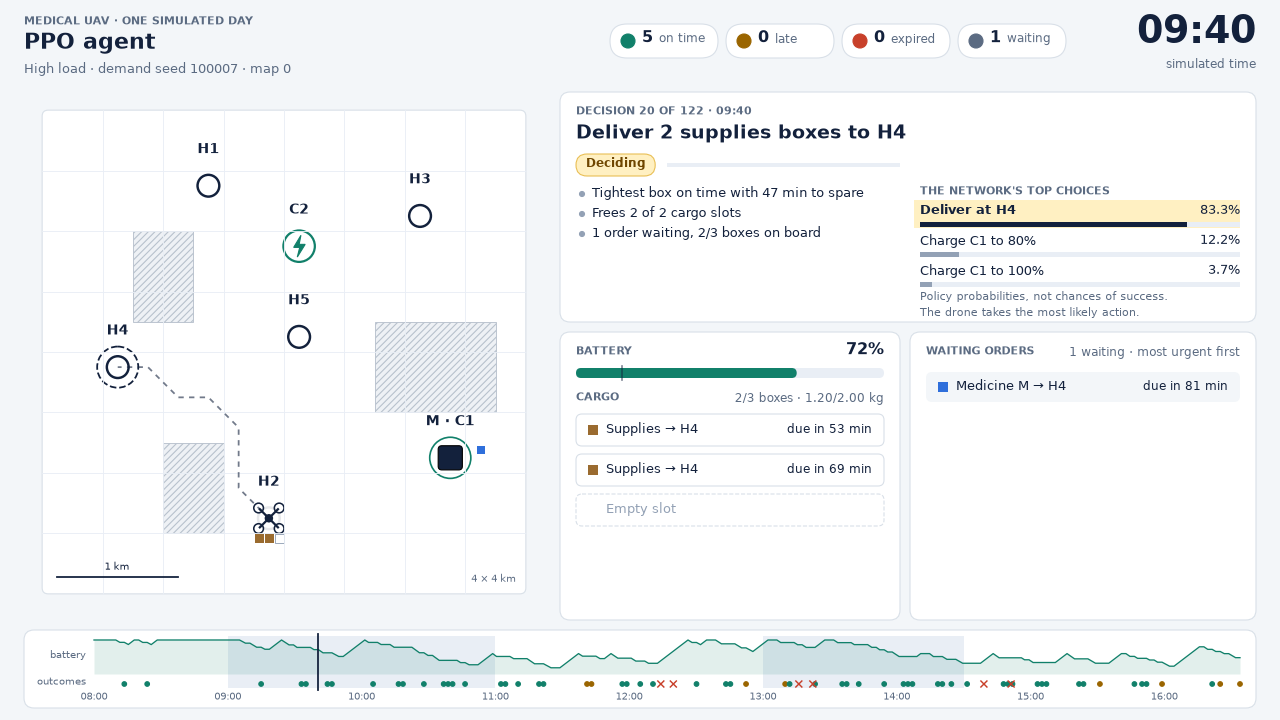 MEDICAL UAV · ONE SIMULATED DAY
PPO agent
High load · demand seed 100007 · map 0
5 on time
0 late
0 expired
1 waiting
09:40
simulated time
H1
H3
C2
H5
H4
M · C1
H2
1 km
4 × 4 km
DECISION 20 OF 122 · 09:40
Deliver 2 supplies boxes to H4
Deciding
Tightest box on time with 47 min to spare
Frees 2 of 2 cargo slots
1 order waiting, 2/3 boxes on board
THE NETWORK'S TOP CHOICES
Deliver at H4 83.3%
Charge C1 to 80% 12.2%
Charge C1 to 100% 3.7%
Policy probabilities, not chances of success.
The drone takes the most likely action.
BATTERY 72%
CARGO 2/3 boxes · 1.20/2.00 kg
Supplies → H4 due in 53 min
Supplies → H4 due in 69 min
Empty slot
WAITING ORDERS 1 waiting · most urgent first
Medicine M → H4 due in 81 min
battery
outcomes
08:00 09:00 10:00 11:00 12:00 13:00 14:00 15:00 16:00